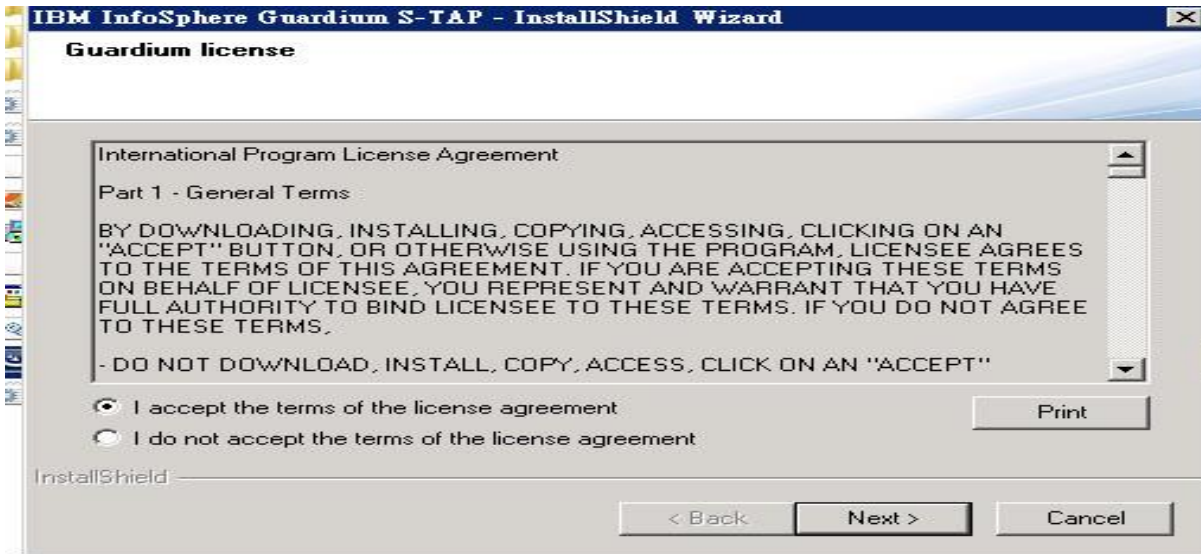 IBM InfoSphere Guardium S-TAP - InstallShield Wizard
Guardium license
International Program License Agreement
Part 1 - General Terms
BY DOWNLOADING, INSTALLING, COPYING, ACCESSING, CLICKING ON AN
"ACCEPT" BUTTON, OR OTHERWISE USING THE PROGRAM, LICENSEE AGREES
TO THE TERMS OF THIS AGREEMENT. IF YOU ARE ACCEPTING THESE TERMS
ON BEHALF OF LICENSEE, YOU REPRESENT AND WARRANT THAT YOU HAVE
FULL AUTHORITY TO BIND LICENSEE TO THESE TERMS. IF YOU DO NOT AGREE
TO THESE TERMS,
- DO NOT DOWNLOAD, INSTALL, COPY, ACCESS, CLICK ON AN "ACCEPT"
I accept the terms of the license agreement
Print
I do not accept the terms of the license agreement
InstallShield
< Back
Next >
Cancel